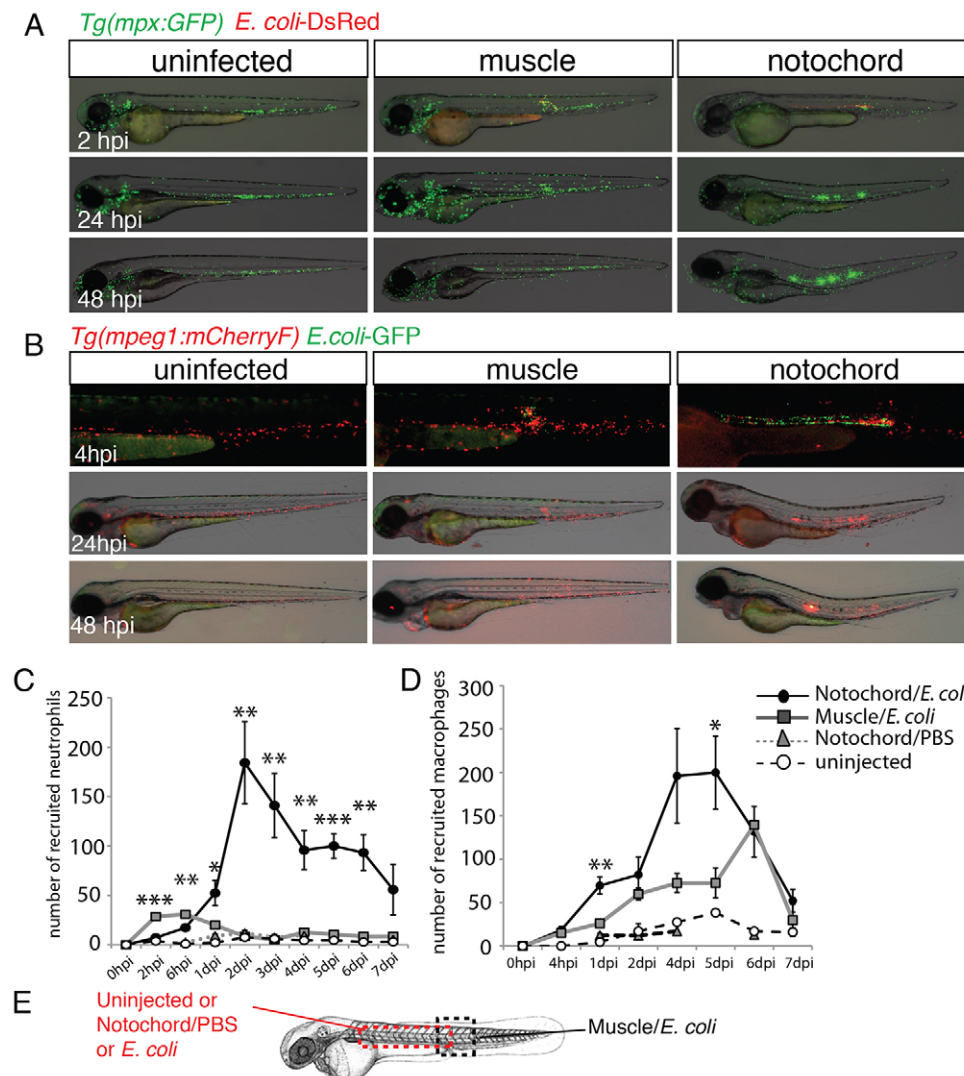 A
Tg(mpx:GFP) E. coli-DsRed
uninfected
muscle
notochord
2 hpi
24 hpi
48 hpi
B
Tg(mpeg1:mCherryF) E.coli-GFP
uninfected
muscle
notochord
4hpi
24hpi
48 hpi
C
number of recruited neutrophils
250
200
150
100
50
0
***
**
*
**
**
**
***
**
0hpi 2hpi 6hpi 1dpi 2dpi 3dpi 4dpi 5dpi 6dpi 7dpi
D
number of recruited macrophages
300
250
200
150
100
50
0
**
*
0hpi 4hpi 1dpi 2dpi 4dpi 5dpi 6dpi 7dpi
Notochord/E. coli
Muscle/E. coli
Notochord/PBS
uninjected
E
Uninjected or
Notochord/PBS
or E. coli
Muscle/E. coli